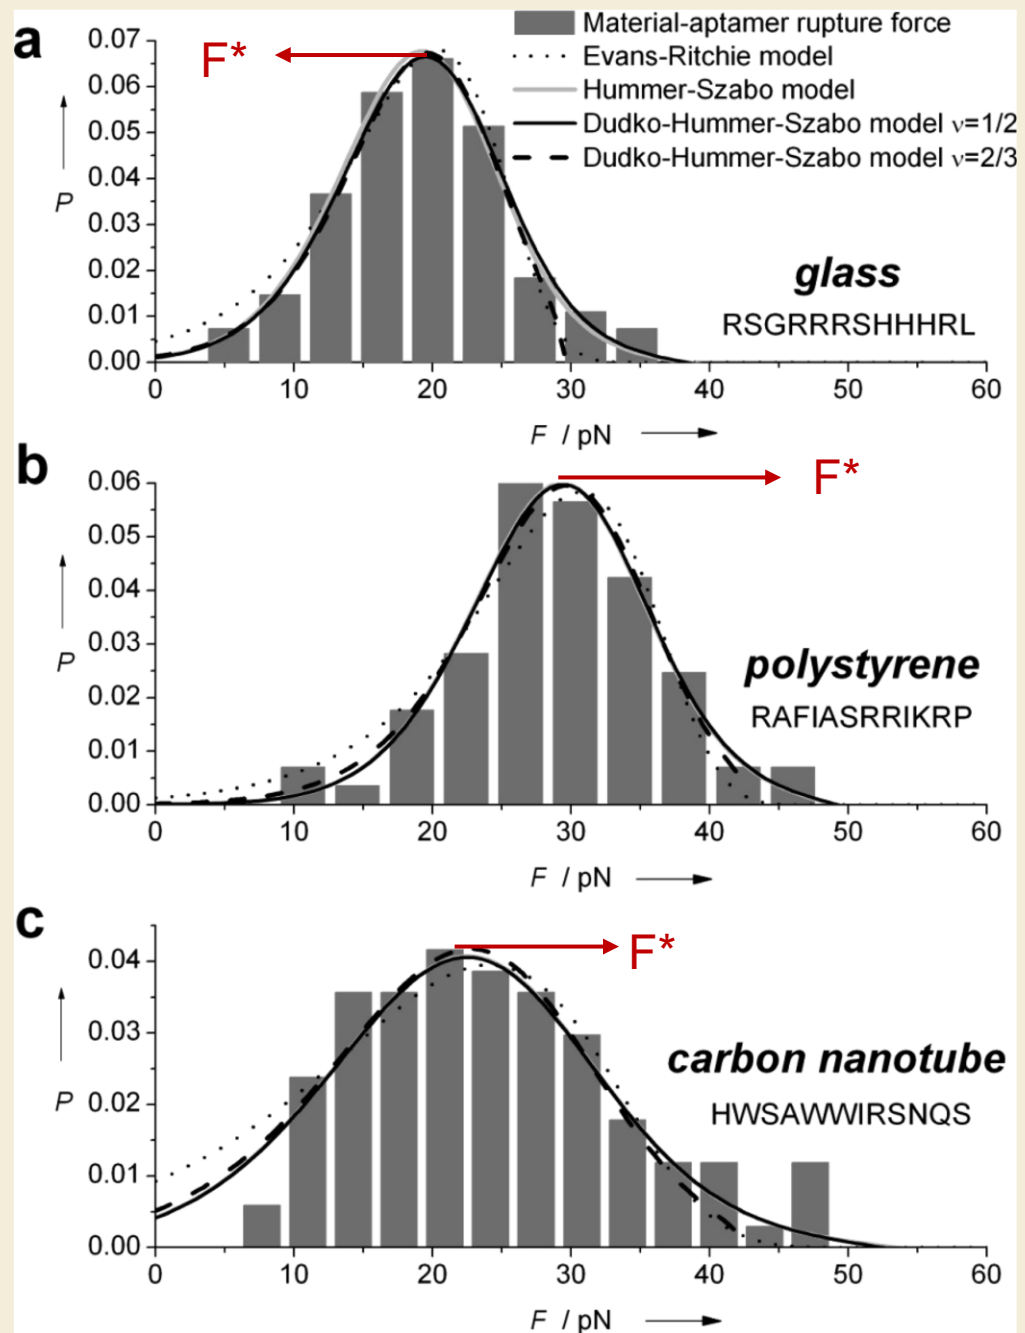 a
F*
Material-aptamer rupture force
Evans-Ritchie model
Hummer-Szabo model
Dudko-Hummer-Szabo model ν=1/2
Dudko-Hummer-Szabo model ν=2/3
0.07
0.06
0.05
0.04
0.03
0.02
0.01
0.00
P
glass
RSGRRRSHHHRL
0 10 20 30 40 50 60
F / pN
b
F*
0.06
0.05
0.04
0.03
0.02
0.01
0.00
P
polystyrene
RAFIASRRIKRP
0 10 20 30 40 50 60
F / pN
c
F*
0.04
0.03
0.02
0.01
0.00
P
carbon nanotube
HWSAWWIRSNQS
0 10 20 30 40 50 60
F / pN